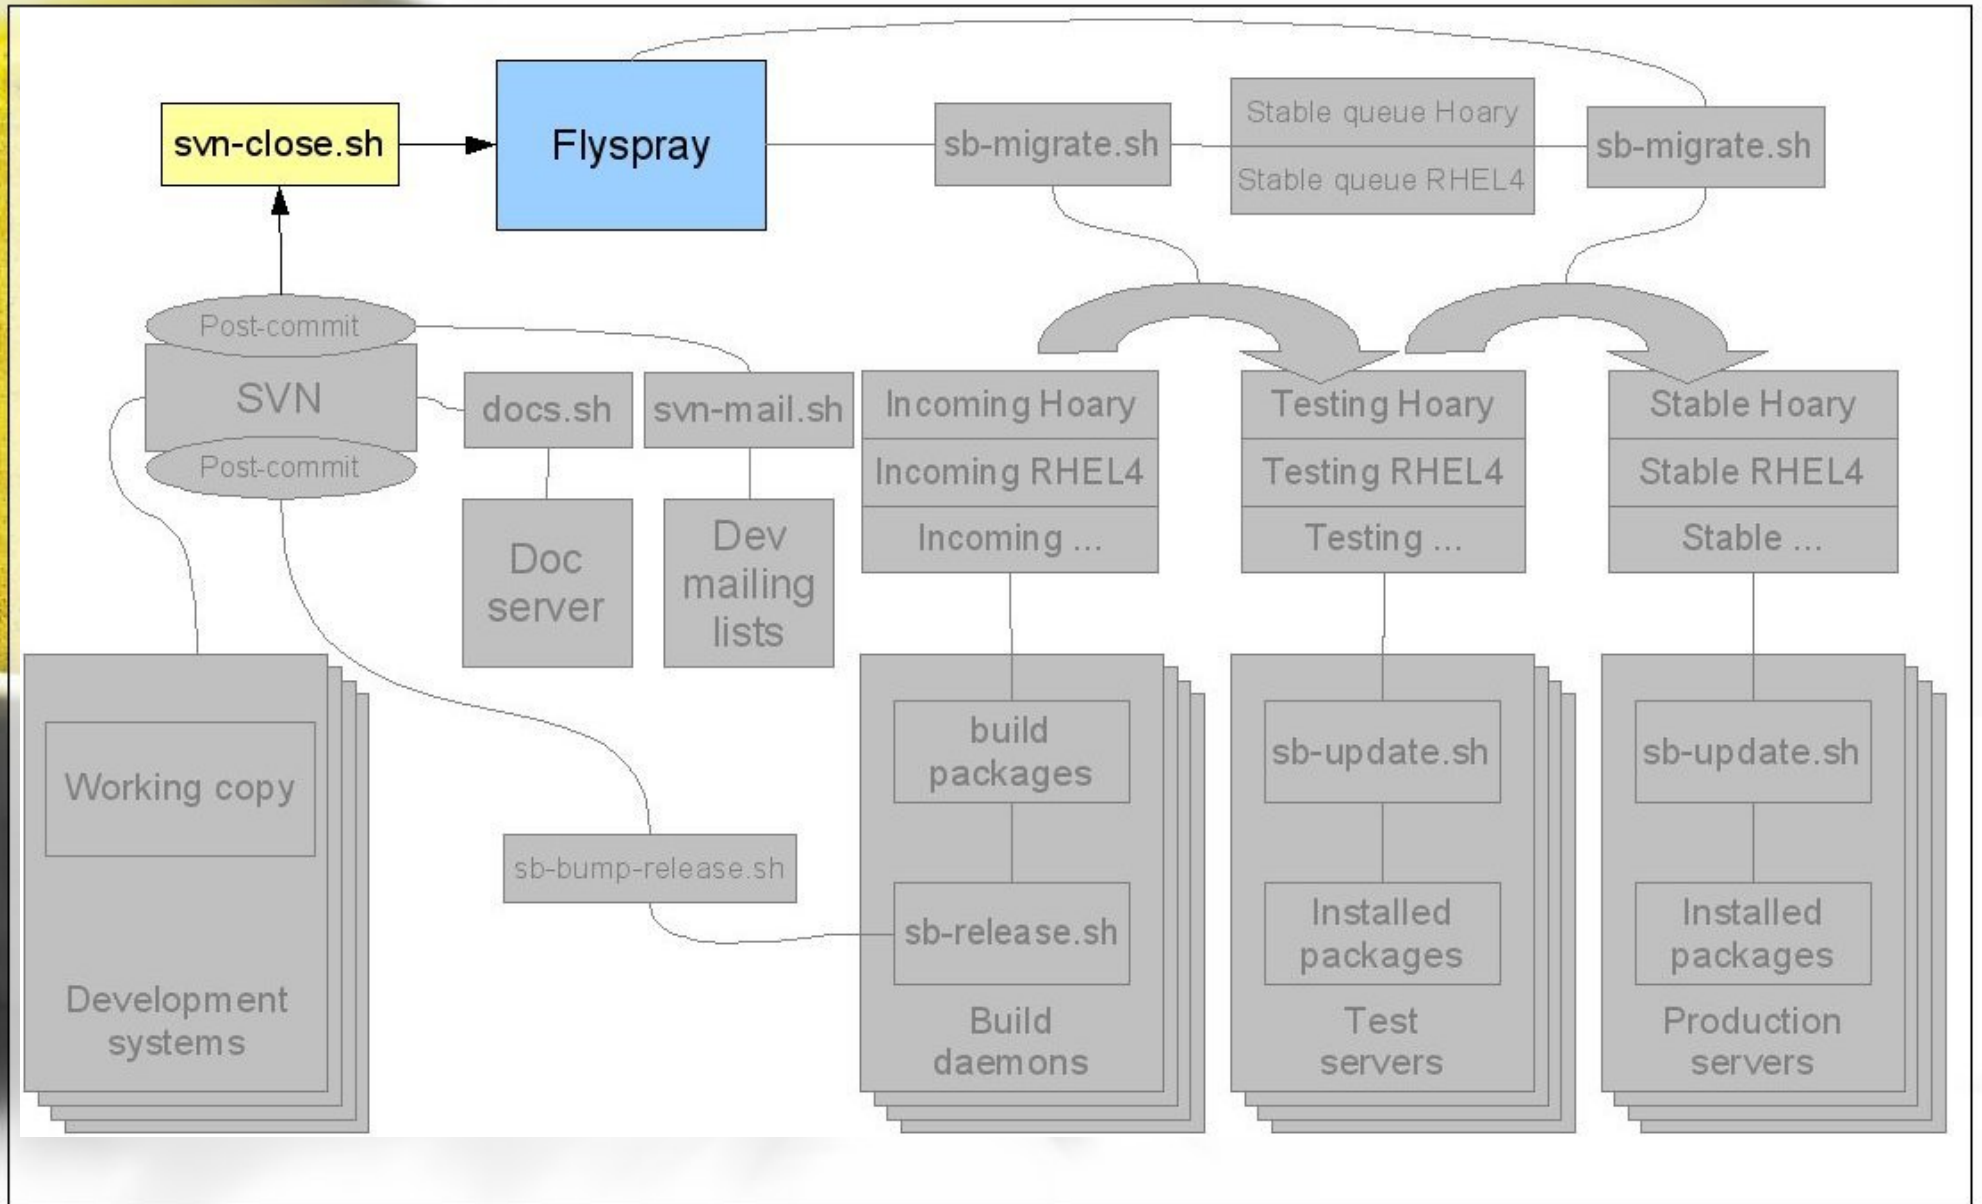 svn-close.sh
Flyspray
sb-migrate.sh
Stable queue Hoary
Stable queue RHEL4
sb-migrate.sh
Post-commit
SVN
Post-commit
docs.sh
svn-mail.sh
Incoming Hoary
Incoming RHEL4
Incoming ...
Testing Hoary
Testing RHEL4
Testing ...
Stable Hoary
Stable RHEL4
Stable ...
Doc
server
Dev
mailing
lists
Working copy
Development
systems
sb-bump-release.sh
build
packages
sb-release.sh
Build
daemons
sb-update.sh
Installed
packages
Test
servers
sb-update.sh
Installed
packages
Production
servers